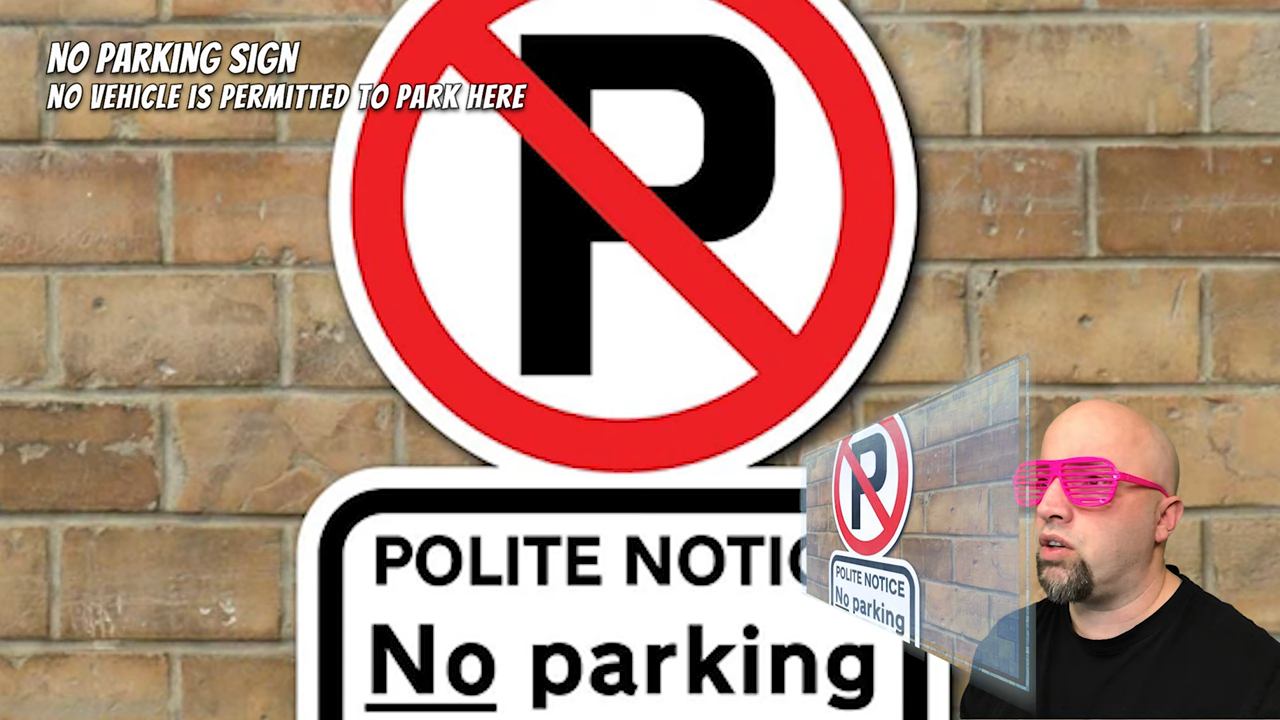 NO PARKING SIGN
NO VEHICLE IS PERMITTED TO PARK HERE
P
POLITE NOTIC
No parking
P
POLITE NOTICE
No parking